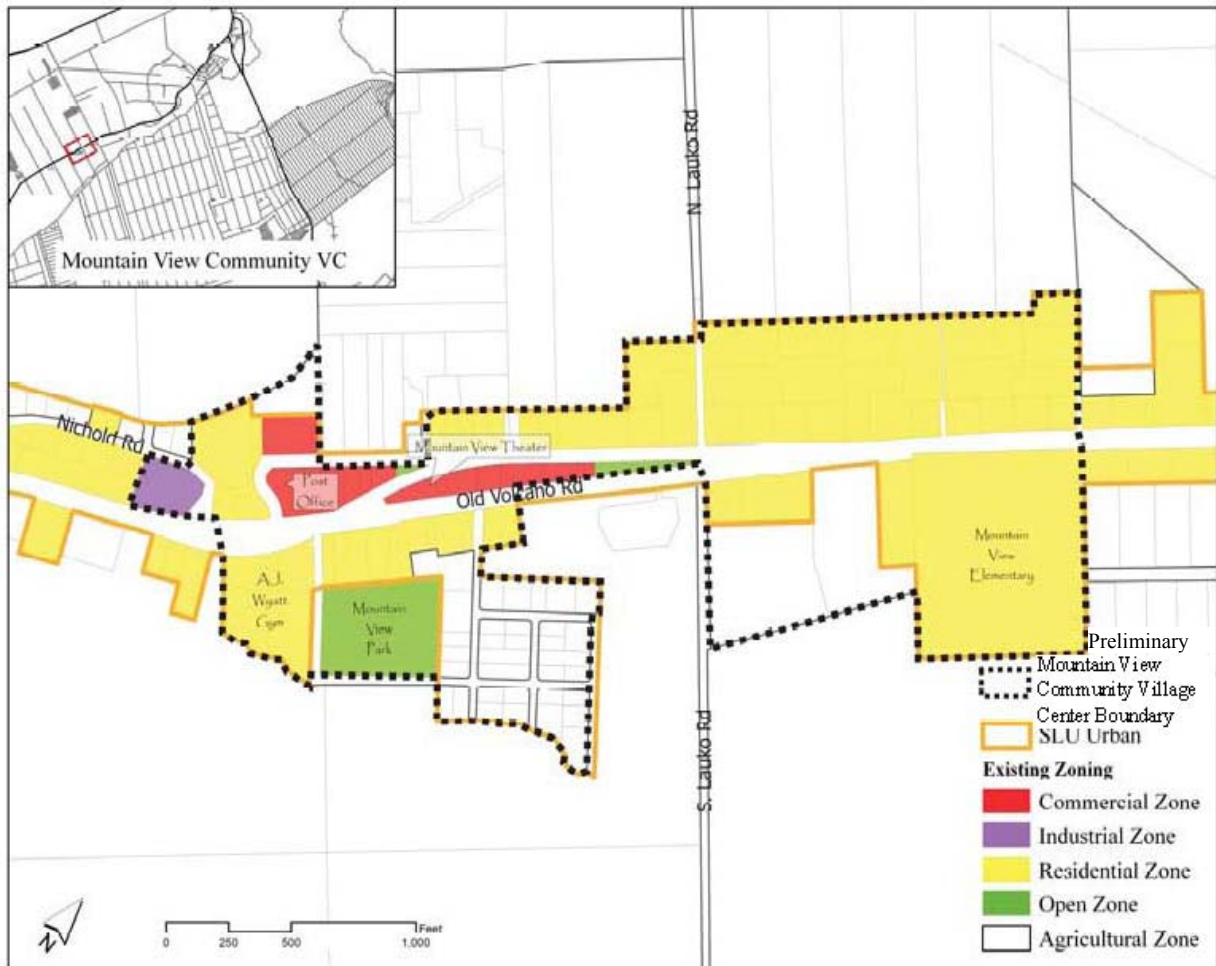 Mountain View Community VC
N. Lauko Rd
Nichold Rd
Mountain View Theater
Post
Office
Old Volcano Rd
A.J.
Wyatt
Gym
Mountain
View
Park
Mountain
View
Elementary
S. Lauko Rd
Preliminary
Mountain View
Community Village
Center Boundary
SLU Urban
Existing Zoning
Commercial Zone
Industrial Zone
Residential Zone
Open Zone
Agricultural Zone
N
Feet
0 250 500 1,000